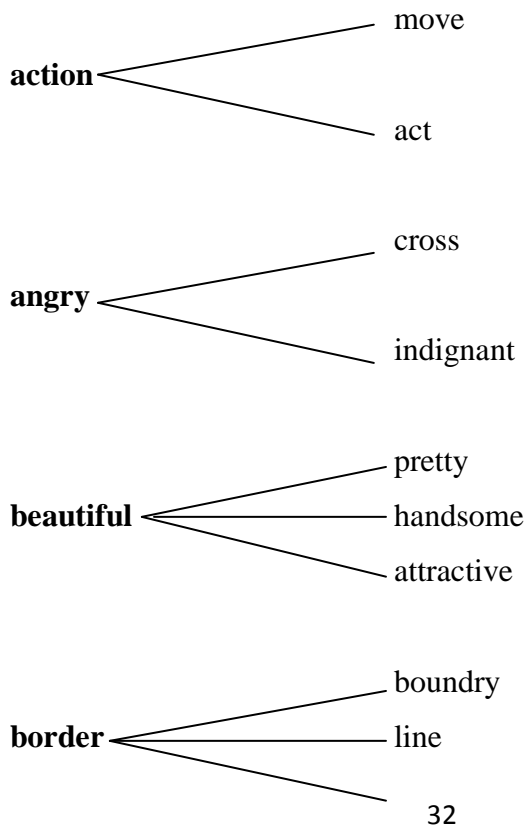 move
action
act
cross
angry
indignant
pretty
beautiful handsome
attractive
boundry
border line
32